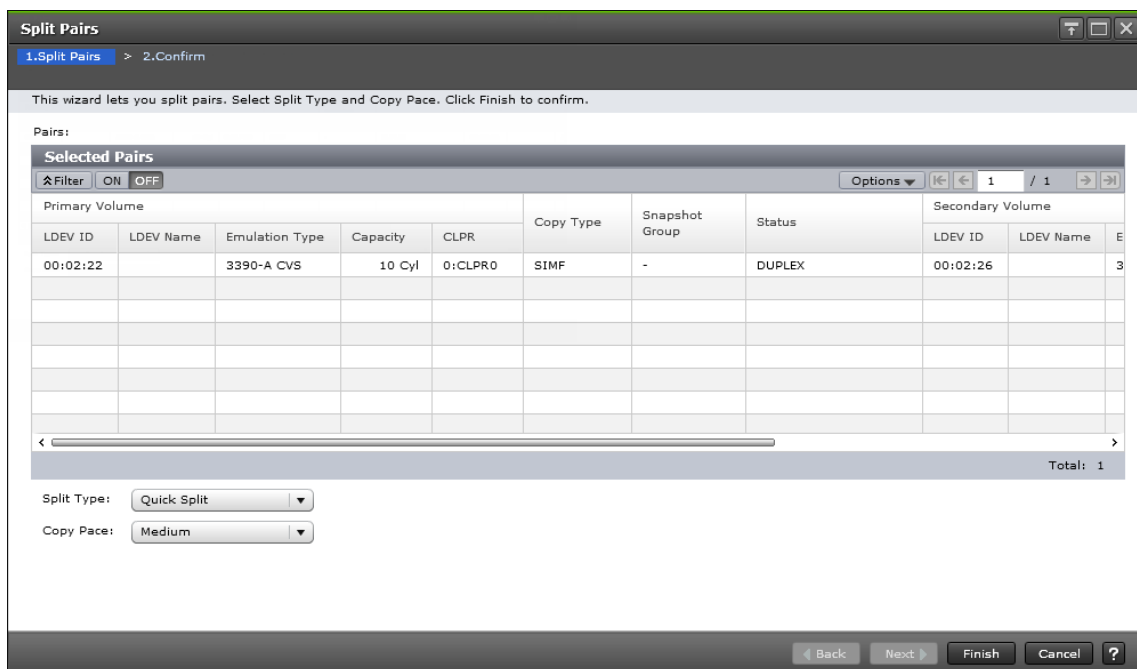 Split Pairs
1.Split Pairs > 2.Confirm
This wizard lets you split pairs. Select Split Type and Copy Pace. Click Finish to confirm.
Pairs:
Selected Pairs
Filter ON OFF Options 1 / 1
Primary Volume Copy Type Snapshot Group Status Secondary Volume
LDEV ID LDEV Name Emulation Type Capacity CLPR LDEV ID LDEV Name E
00:02:22 3390-A CVS 10 Cyl 0:CLPR0 SIMF - DUPLEX 00:02:26 3
Total: 1
Split Type: Quick Split
Copy Pace: Medium
Back Next Finish Cancel ?